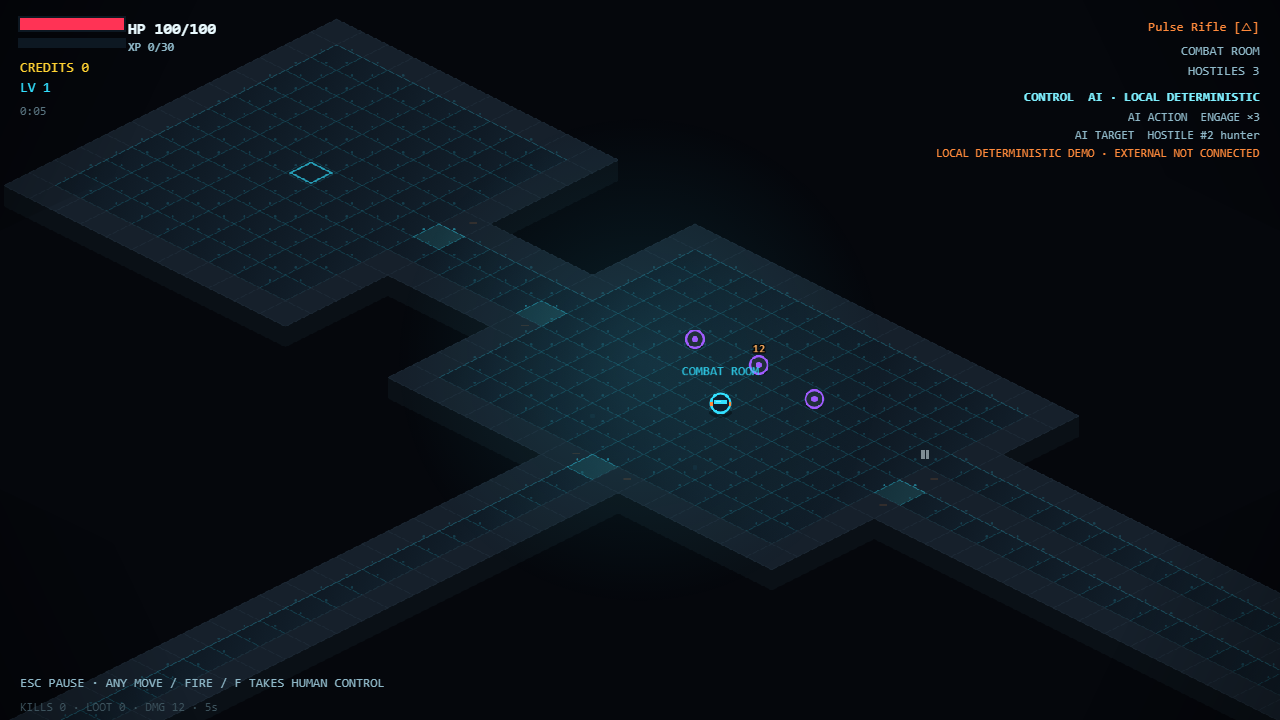 HP 100/100
XP 0/30
CREDITS 0
LV 1
0:05
Pulse Rifle [△]
COMBAT ROOM
HOSTILES 3
CONTROL  AI · LOCAL DETERMINISTIC
AI ACTION  ENGAGE ×3
AI TARGET  HOSTILE #2 hunter
LOCAL DETERMINISTIC DEMO · EXTERNAL NOT CONNECTED
12
COMBAT ROOM
ESC PAUSE · ANY MOVE / FIRE / F TAKES HUMAN CONTROL
KILLS 0 · LOOT 0 · DMG 12 · 5s